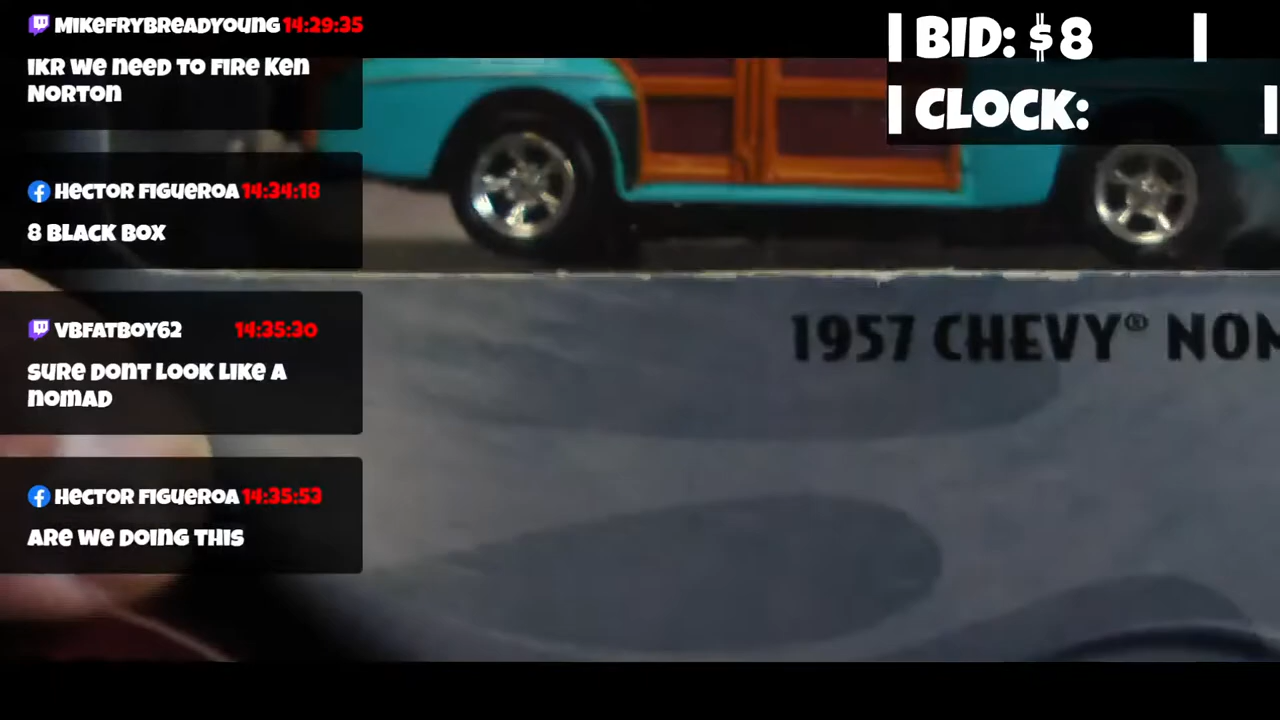 MIKEFRYBREADYOUNG 14:29:35
IKR WE NEED TO FIRE KEN
NORTON
HECTOR FIGUEROA 14:34:18
8 BLACK BOX
VBFATBOY62 14:35:30
SURE DONT LOOK LIKE A
NOMAD
HECTOR FIGUEROA 14:35:53
ARE WE DOING THIS
| BID: $8 |
| CLOCK: |
1957 CHEVY® NOM